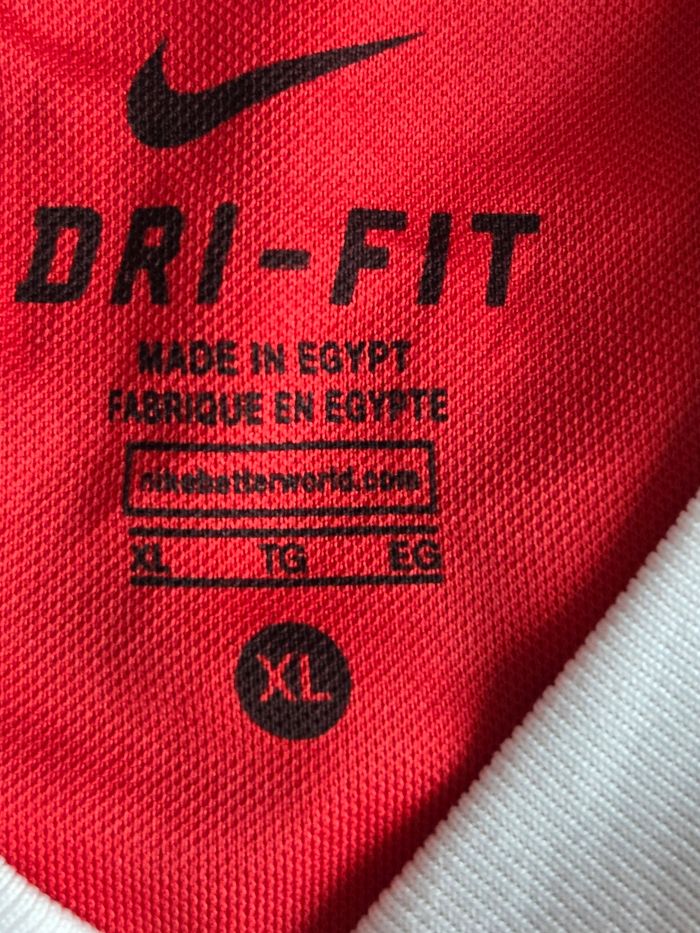 DRI-FIT
MADE IN EGYPT
FABRIQUE EN EGYPTE
nikebetterworld.com
XL TG EG
XL